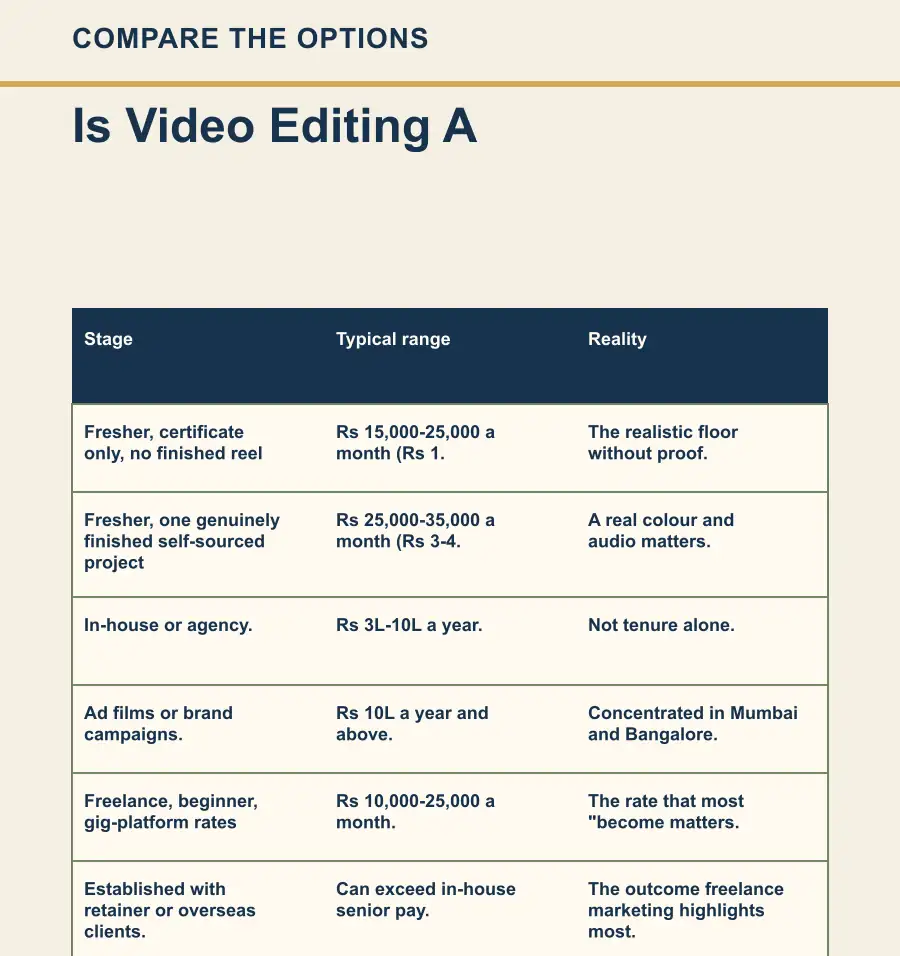 COMPARE THE OPTIONS
Is Video Editing A
Stage Typical range Reality
Fresher, certificate
only, no finished reel
Rs 15,000-25,000 a
month (Rs 1.
The realistic floor
without proof.
Fresher, one genuinely
finished self-sourced
project
Rs 25,000-35,000 a
month (Rs 3-4.
A real colour and
audio matters.
In-house or agency.
Rs 3L-10L a year.
Not tenure alone.
Ad films or brand
campaigns.
Rs 10L a year and
above.
Concentrated in Mumbai
and Bangalore.
Freelance, beginner,
gig-platform rates
Rs 10,000-25,000 a
month.
The rate that most
"become matters.
Established with
retainer or overseas
clients.
Can exceed in-house
senior pay.
The outcome freelance
marketing highlights
most.